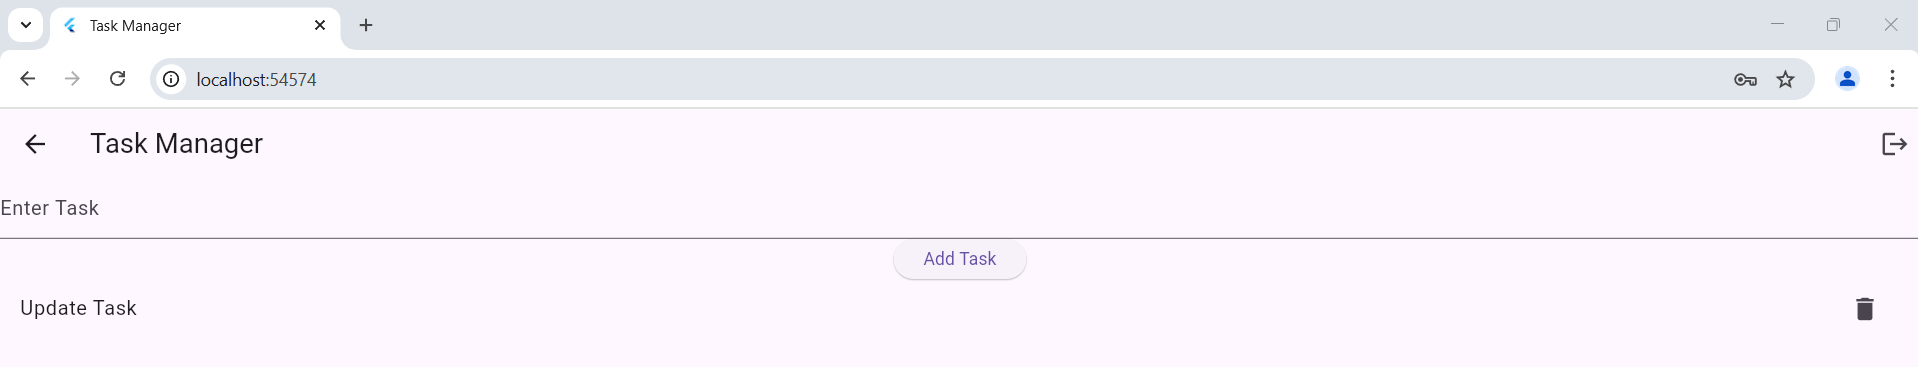 Task Manager
localhost:54574
Task Manager
Enter Task
Add Task
Update Task